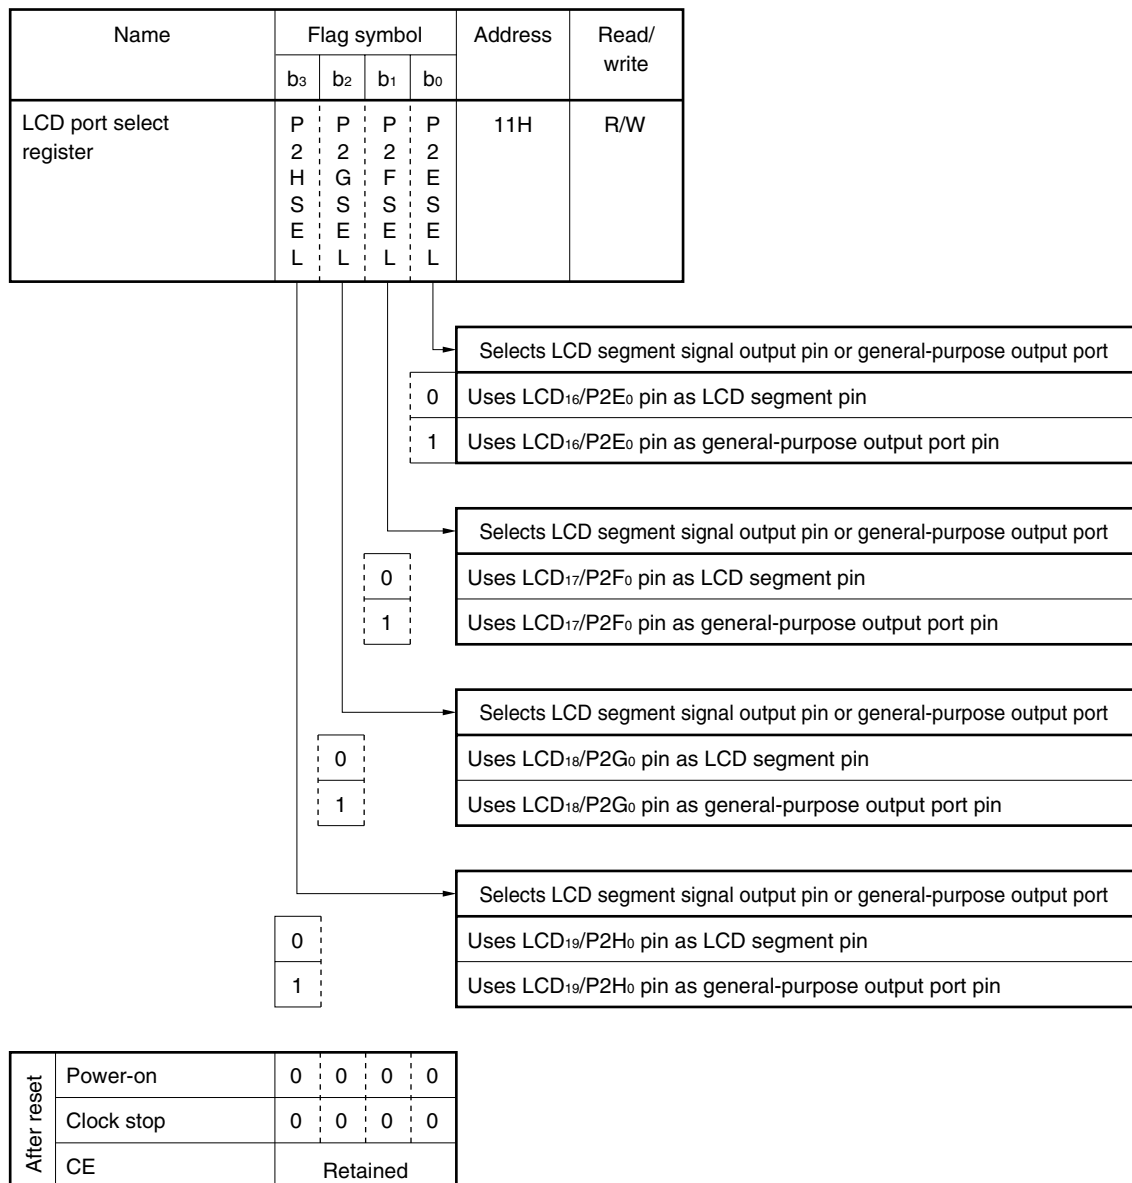 Name Flag symbol Address Read/
write
b3 b2 b1 b0
LCD port select
register
P2HSEL P2GSEL P2FSEL P2ESEL
11H R/W
Selects LCD segment signal output pin or general-purpose output port
0 Uses LCD16/P2E0 pin as LCD segment pin
1 Uses LCD16/P2E0 pin as general-purpose output port pin
Selects LCD segment signal output pin or general-purpose output port
0 Uses LCD17/P2F0 pin as LCD segment pin
1 Uses LCD17/P2F0 pin as general-purpose output port pin
Selects LCD segment signal output pin or general-purpose output port
0 Uses LCD18/P2G0 pin as LCD segment pin
1 Uses LCD18/P2G0 pin as general-purpose output port pin
Selects LCD segment signal output pin or general-purpose output port
0 Uses LCD19/P2H0 pin as LCD segment pin
1 Uses LCD19/P2H0 pin as general-purpose output port pin
After reset
Power-on 0 0 0 0
Clock stop 0 0 0 0
CE Retained